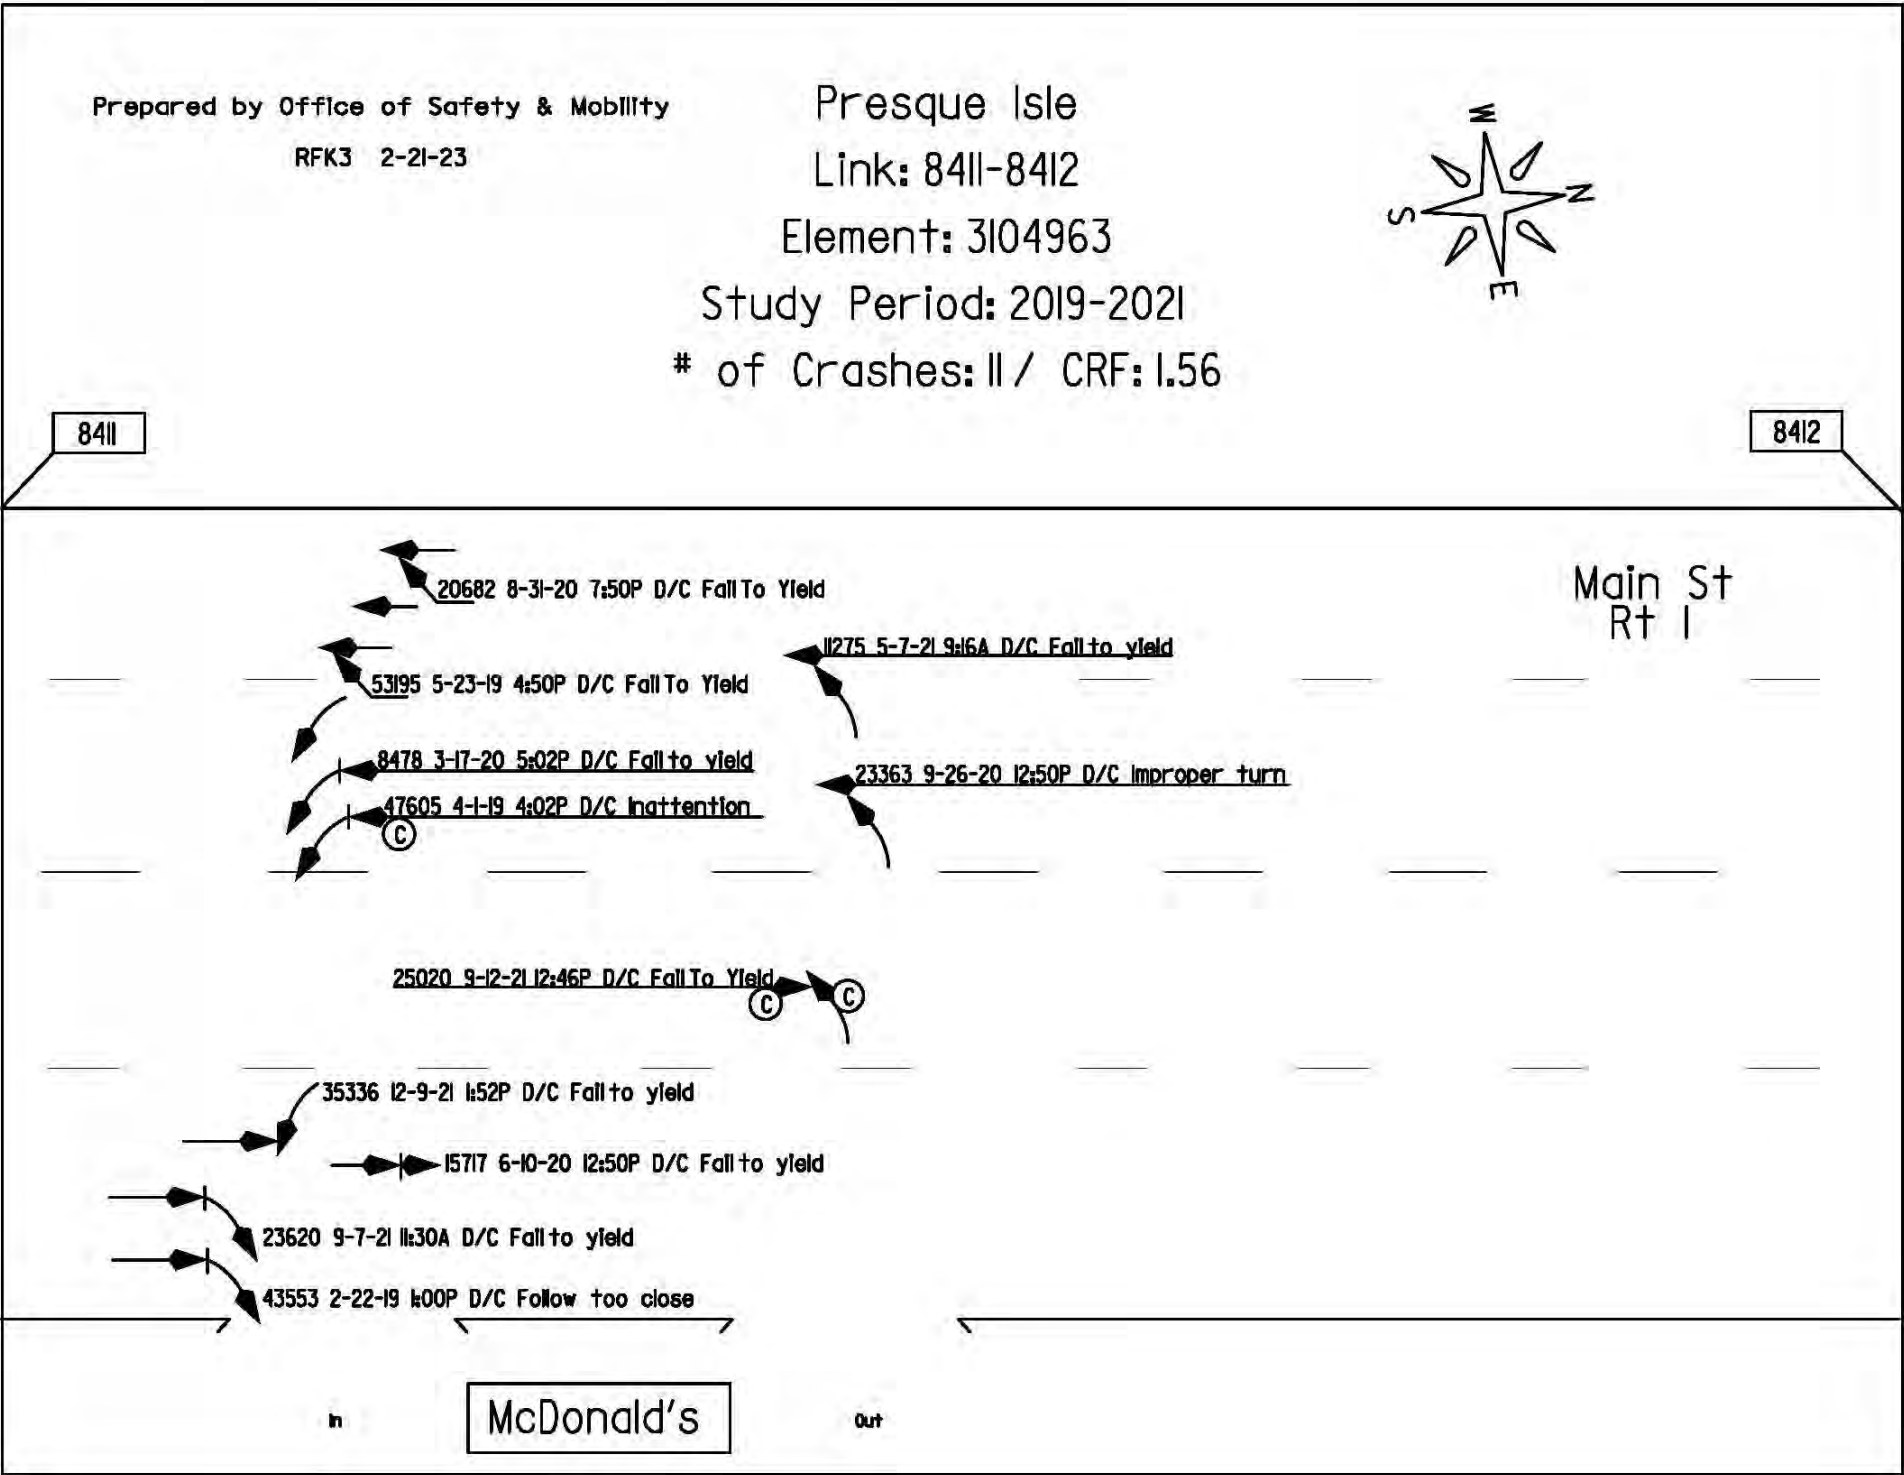 Prepared by Office of Safety & Mobility
RFK3 2-21-23
Presque Isle
Link: 8411-8412
Element: 3104963
Study Period: 2019-2021
# of Crashes: 11 / CRF: 1.56
W
N
S
E
8411
8412
Main St
Rt 1
20682 8-31-20 7:50P D/C Fail To Yield
11275 5-7-21 9:16A D/C Fail to yield
53195 5-23-19 4:50P D/C Fail To Yield
8478 3-17-20 5:02P D/C Fail to yield
23363 9-26-20 12:50P D/C Improper turn
47605 4-1-19 4:02P D/C Inattention
C
25020 9-12-21 12:46P D/C Fail To Yield
C
C
35336 12-9-21 1:52P D/C Fail to yield
15717 6-10-20 12:50P D/C Fail to yield
23620 9-7-21 11:30A D/C Fail to yield
43553 2-22-19 1:00P D/C Follow too close
In
McDonald's
Out